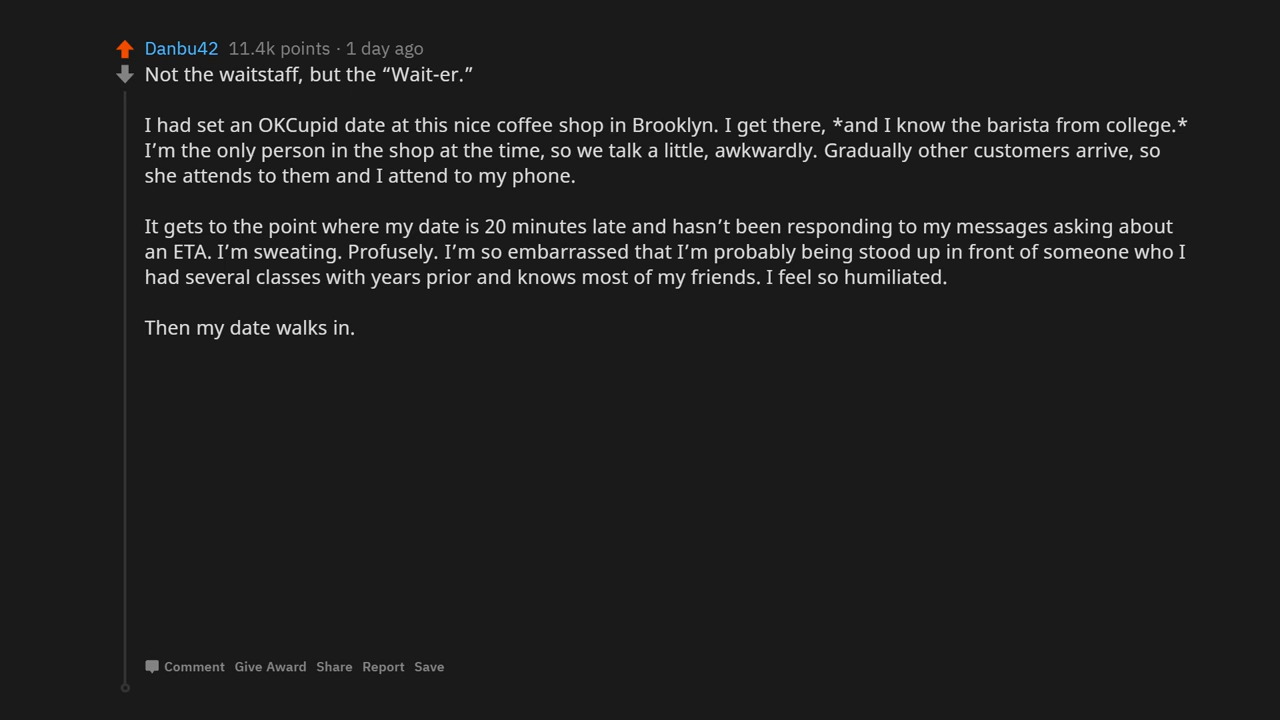 Danbu42 11.4k points · 1 day ago
Not the waitstaff, but the “Wait-er.”
I had set an OKCupid date at this nice coffee shop in Brooklyn. I get there, *and I know the barista from college.*
I’m the only person in the shop at the time, so we talk a little, awkwardly. Gradually other customers arrive, so
she attends to them and I attend to my phone.
It gets to the point where my date is 20 minutes late and hasn’t been responding to my messages asking about
an ETA. I’m sweating. Profusely. I’m so embarrassed that I’m probably being stood up in front of someone who I
had several classes with years prior and knows most of my friends. I feel so humiliated.
Then my date walks in.
Comment Give Award Share Report Save